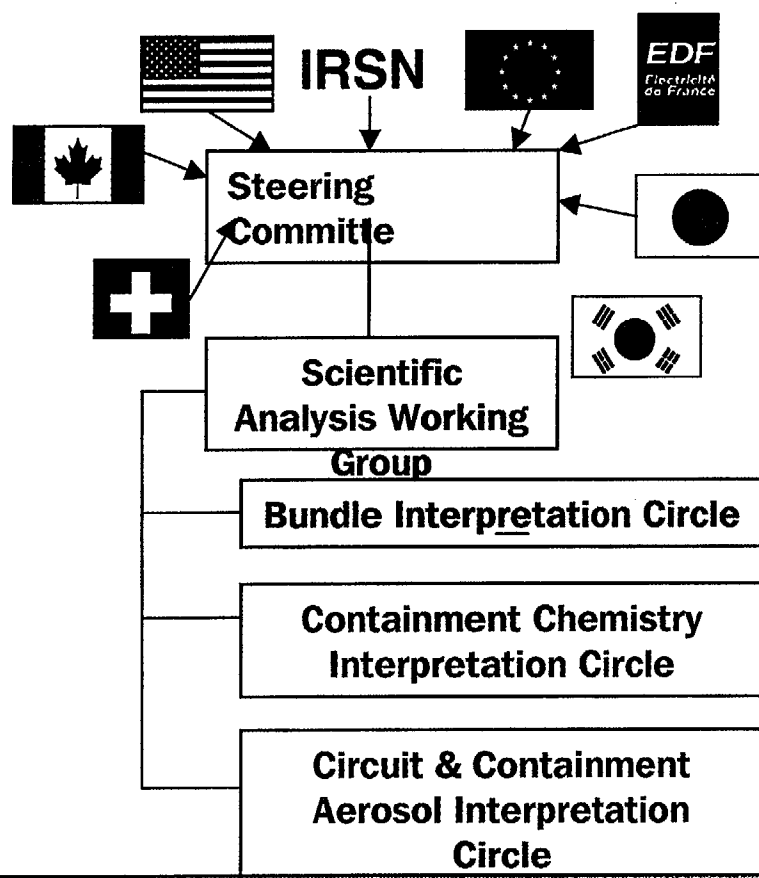 IRSN
EDF
Electricité
de France
Steering
Committe
Scientific
Analysis Working
Group
Bundle Interpretation Circle
Containment Chemistry
Interpretation Circle
Circuit & Containment
Aerosol Interpretation
Circle